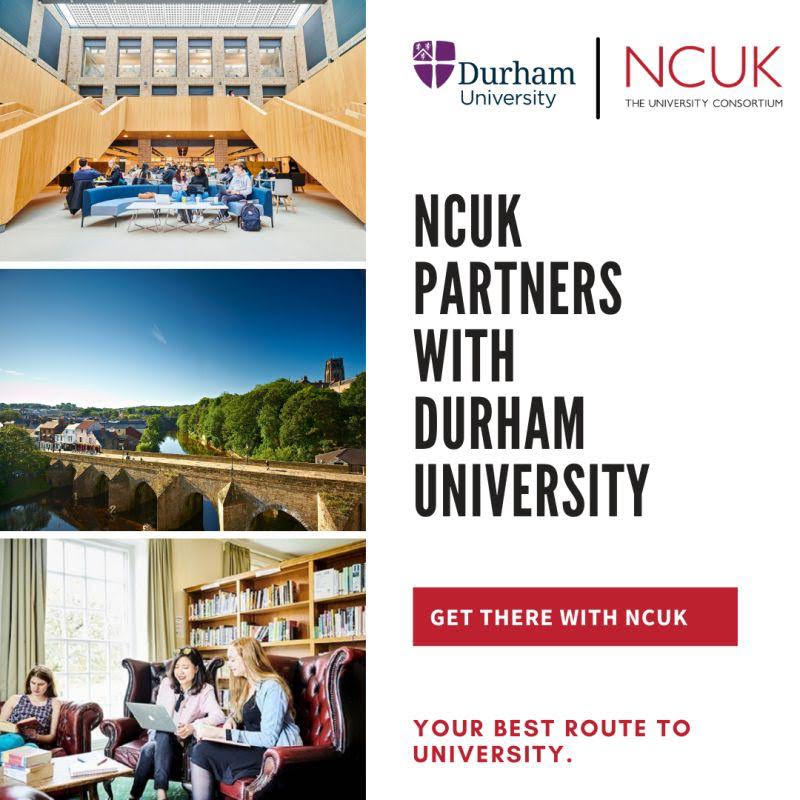 Durham
University
NCUK
THE UNIVERSITY CONSORTIUM
NCUK
PARTNERS
WITH
DURHAM
UNIVERSITY
GET THERE WITH NCUK
YOUR BEST ROUTE TO
UNIVERSITY.